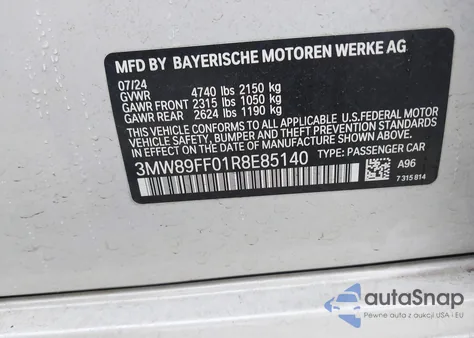 MFD BY BAYERISCHE MOTOREN WERKE AG
07/24
GVWR 4740 lbs 2150 kg
GAWR FRONT 2315 lbs 1050 kg
GAWR REAR 2624 lbs 1190 kg
THIS VEHICLE CONFORMS TO ALL APPLICABLE U.S.FEDERAL MOTOR
VEHICLE SAFETY, BUMPER AND THEFT PREVENTION STANDARDS IN
EFFECT ON THE DATE OF MANUFACTURE SHOWN ABOVE.
3MW89FF01R8E85140 TYPE: PASSENGER CAR
A96
7 315 814
autoSnap
Pewne auta z aukcji USA i EU